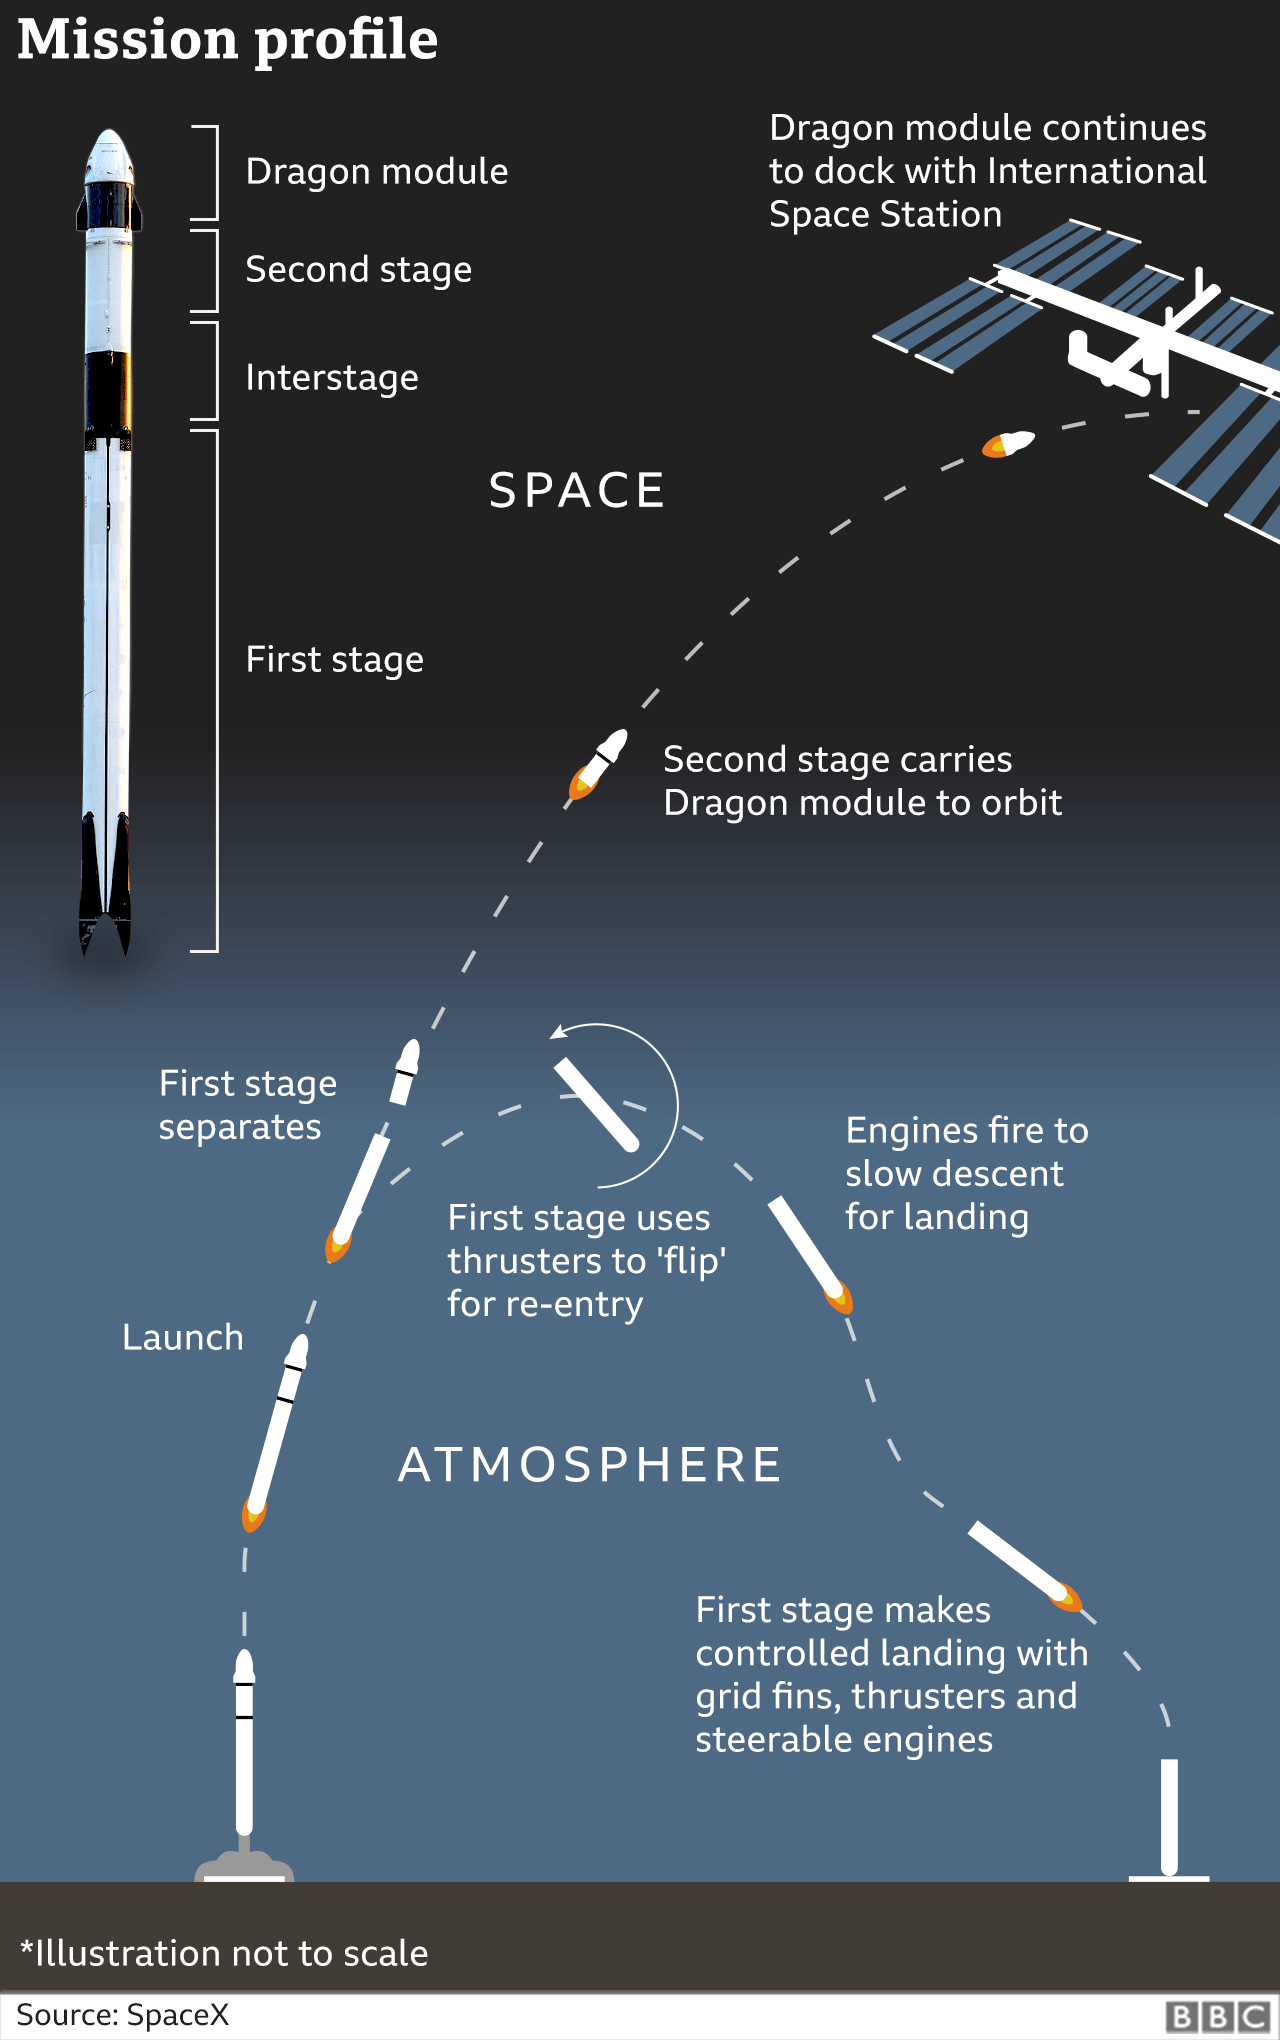 Mission profile
Dragon module
Second stage
Interstage
First stage
Dragon module continues
to dock with International
Space Station
SPACE
Second stage carries
Dragon module to orbit
First stage
separates
Engines fire to
slow descent
for landing
First stage uses
thrusters to 'flip'
for re-entry
Launch
ATMOSPHERE
First stage makes
controlled landing with
grid fins, thrusters and
steerable engines
*Illustration not to scale
Source: SpaceX
BBC